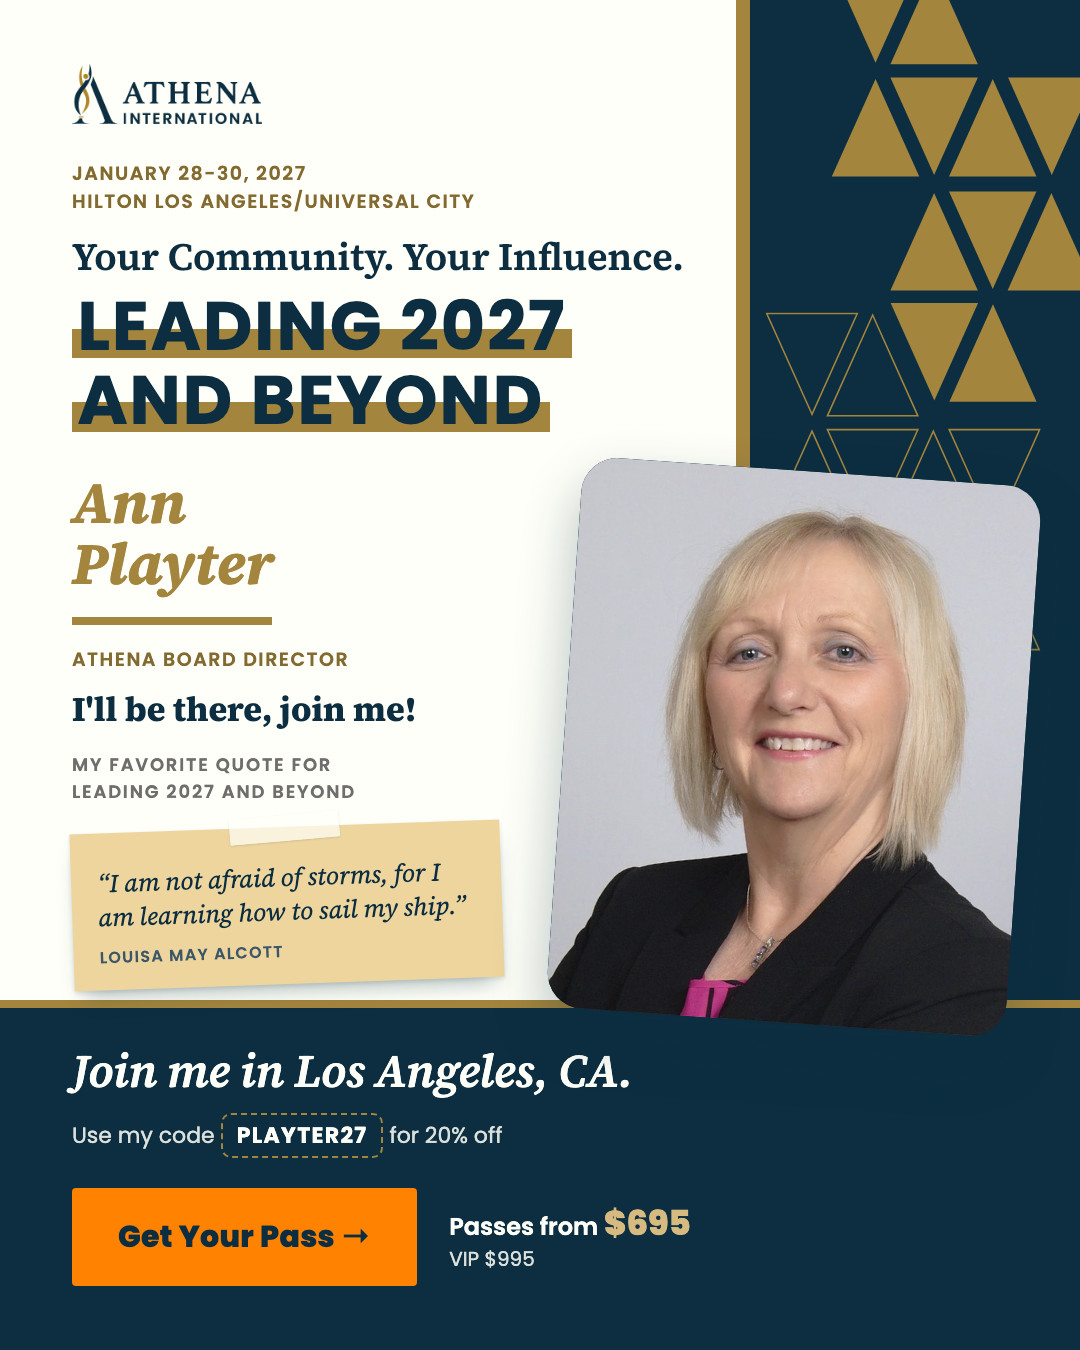 ATHENA
INTERNATIONAL
JANUARY 28-30, 2027
HILTON LOS ANGELES/UNIVERSAL CITY
Your Community. Your Influence.
LEADING 2027
AND BEYOND
Ann
Playter
ATHENA BOARD DIRECTOR
I'll be there, join me!
MY FAVORITE QUOTE FOR
LEADING 2027 AND BEYOND
“I am not afraid of storms, for I
am learning how to sail my ship.”
LOUISA MAY ALCOTT
Join me in Los Angeles, CA.
Use my code PLAYTER27 for 20% off
Get Your Pass →
Passes from $695
VIP $995